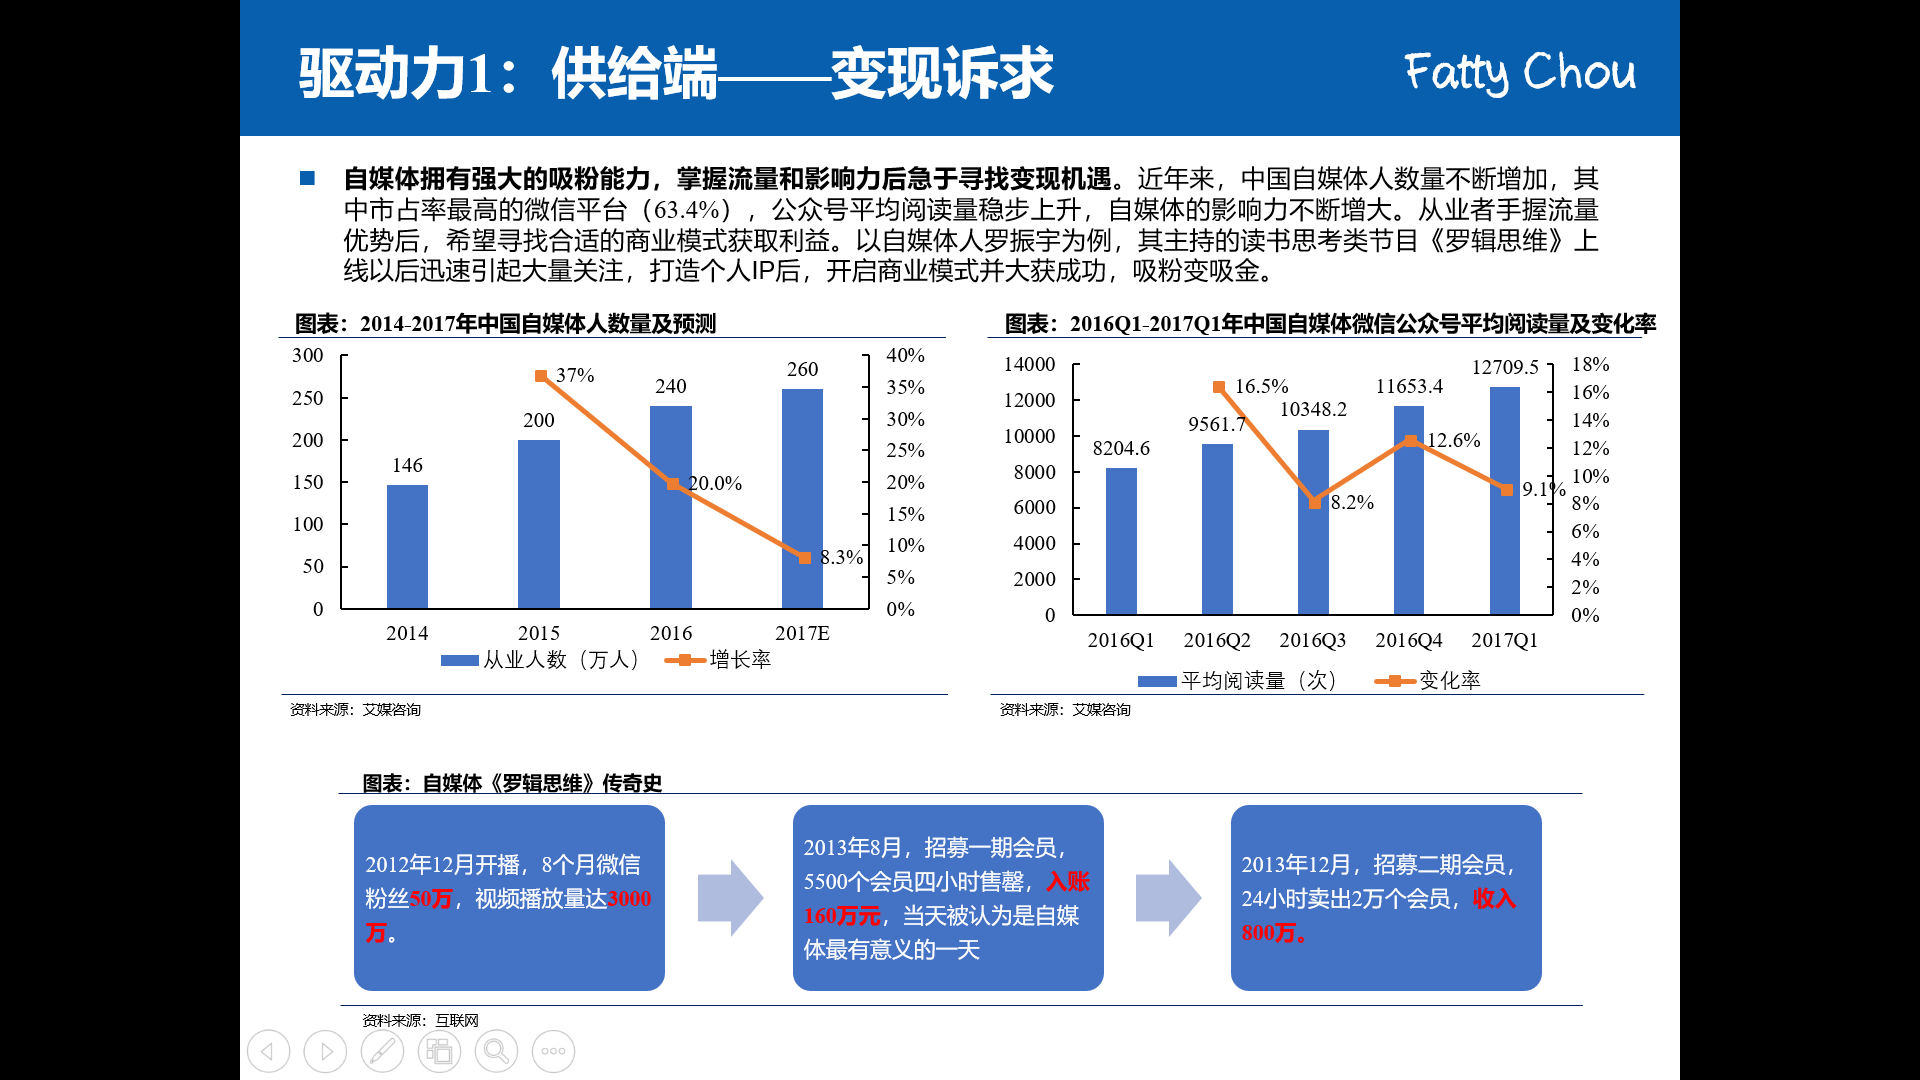 驱动力1：供给端——变现诉求
Fatty Chou
自媒体拥有强大的吸粉能力，掌握流量和影响力后急于寻找变现机遇。近年来，中国自媒体人数量不断增加，其
中市占率最高的微信平台（63.4%），公众号平均阅读量稳步上升，自媒体的影响力不断增大。从业者手握流量
优势后，希望寻找合适的商业模式获取利益。以自媒体人罗振宇为例，其主持的读书思考类节目《罗辑思维》上
线以后迅速引起大量关注，打造个人IP后，开启商业模式并大获成功，吸粉变吸金。
图表：2014-2017年中国自媒体人数量及预测
300
250
200
150
100
50
0
40%
35%
30%
25%
20%
15%
10%
5%
0%
146
200
240
260
37%
20.0%
8.3%
2014
2015
2016
2017E
从业人数（万人）
增长率
资料来源：艾媒咨询
图表：2016Q1-2017Q1年中国自媒体微信公众号平均阅读量及变化率
14000
12000
10000
8000
6000
4000
2000
0
18%
16%
14%
12%
10%
8%
6%
4%
2%
0%
8204.6
9561.7
10348.2
11653.4
12709.5
16.5%
8.2%
12.6%
9.1%
2016Q1
2016Q2
2016Q3
2016Q4
2017Q1
平均阅读量（次）
变化率
资料来源：艾媒咨询
图表：自媒体《罗辑思维》传奇史
2012年12月开播，8个月微信
粉丝50万，视频播放量达3000
万。
2013年8月，招募一期会员，
5500个会员四小时售罄，入账
160万元，当天被认为是自媒
体最有意义的一天
2013年12月，招募二期会员，
24小时卖出2万个会员，收入
800万。
资料来源：互联网